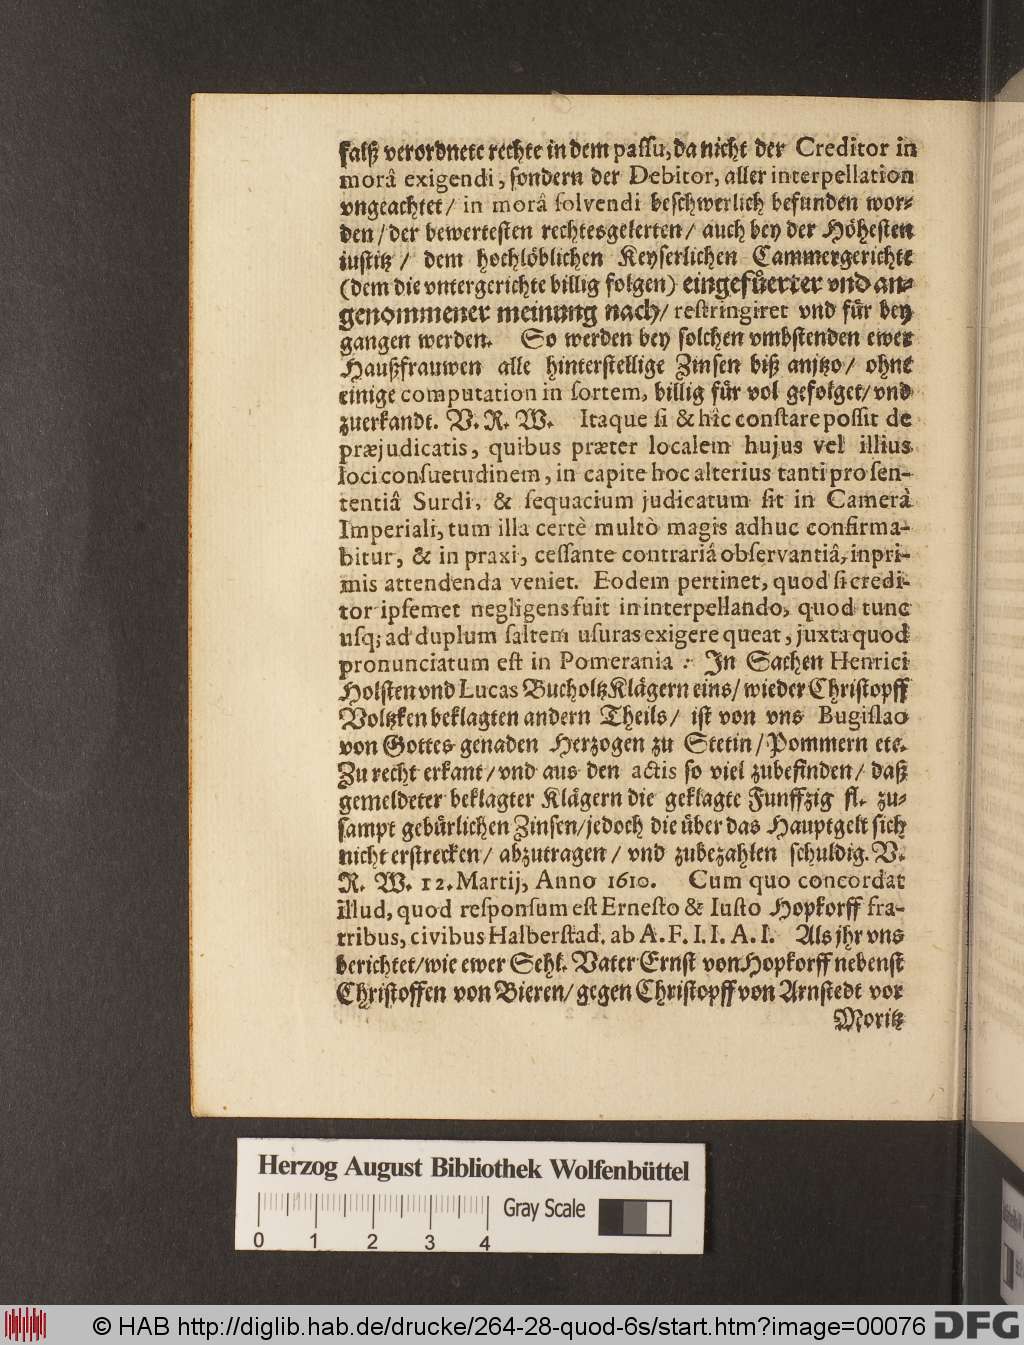 falß verordnete rechte in dem passu, da nicht der Creditor in
morâ exigendi, sondern der Debitor, aller interpellation
vngeachtet/ in morâ solvendi beschwerlich befunden wor-
den/ der bewertesten rechtesgelerten/ auch bey der Höhesten
iustitz/ dem hochlöblichen Keyserlichen Cammergerichte
(dem die vntergerichte billig folgen) eingefüerter vnd an-
genommener meinung nach/ restringiret vnd für bey
gangen werden. So werden bey solchen vmbstenden ewer
Haußfrauwen alle hinterstellige Zinsen biß anjtzo/ ohne
einige computation in sortem, billig für vol gefolget/ vnd
zuerkandt. V. R. W. Itaque si & hîc constare possit de
præjudicatis, quibus præter localem hujus vel illius
loci consuetudinem, in capite hoc alterius tanti pro sen-
tentiâ Surdi, & sequacium judicatum sit in Camerà
Imperiali, tum illa certè multò magis adhuc confirma-
bitur, & in praxi, cessante contrariâ observantiâ, inpri-
mis attendenda veniet. Eodem pertinet, quod si credi-
tor ipsemet negligens fuit in interpellando, quod tunc
usq; ad duplum saltem usuras exigere queat, juxta quod
pronunciatum est in Pomerania : In Sachen Henrici
Holsten vnd Lucas Bucholtz Klägern eins/ wieder Christopff
Voltzken beklagten andern Theils/ ist von vns Bugislao
von Gottes genaden Herzogen zu Stetin/ Pommern etc.
Zu recht erkant/ vnd aus den actis so viel zubefinden/ daß
gemeldeter beklagter Klägern die geklagte Funffzig fl. zu-
sampt gebürlichen Zinsen/ jedoch die über das Hauptgelt sich
nicht erstrecken/ abzutragen/ vnd zubezahlen schuldig. V.
R. W. 12. Martij, Anno 1610. Cum quo concordat
illud, quod responsum est Ernesto & Iusto Hopkorff fra-
tribus, civibus Halberstad. ab A. F. I. I. A. I. Als jhr vns
berichtet/ wie ewer Sehl. Vater Ernst von Hopkorff nebenst
Christoffen von Bieren/ gegen Christopff von Arnstedt vor
Moritz
Herzog August Bibliothek Wolfenbüttel
Gray Scale
0 1 2 3 4
© HAB http://diglib.hab.de/drucke/264-28-quod-6s/start.htm?image=00076 DFG